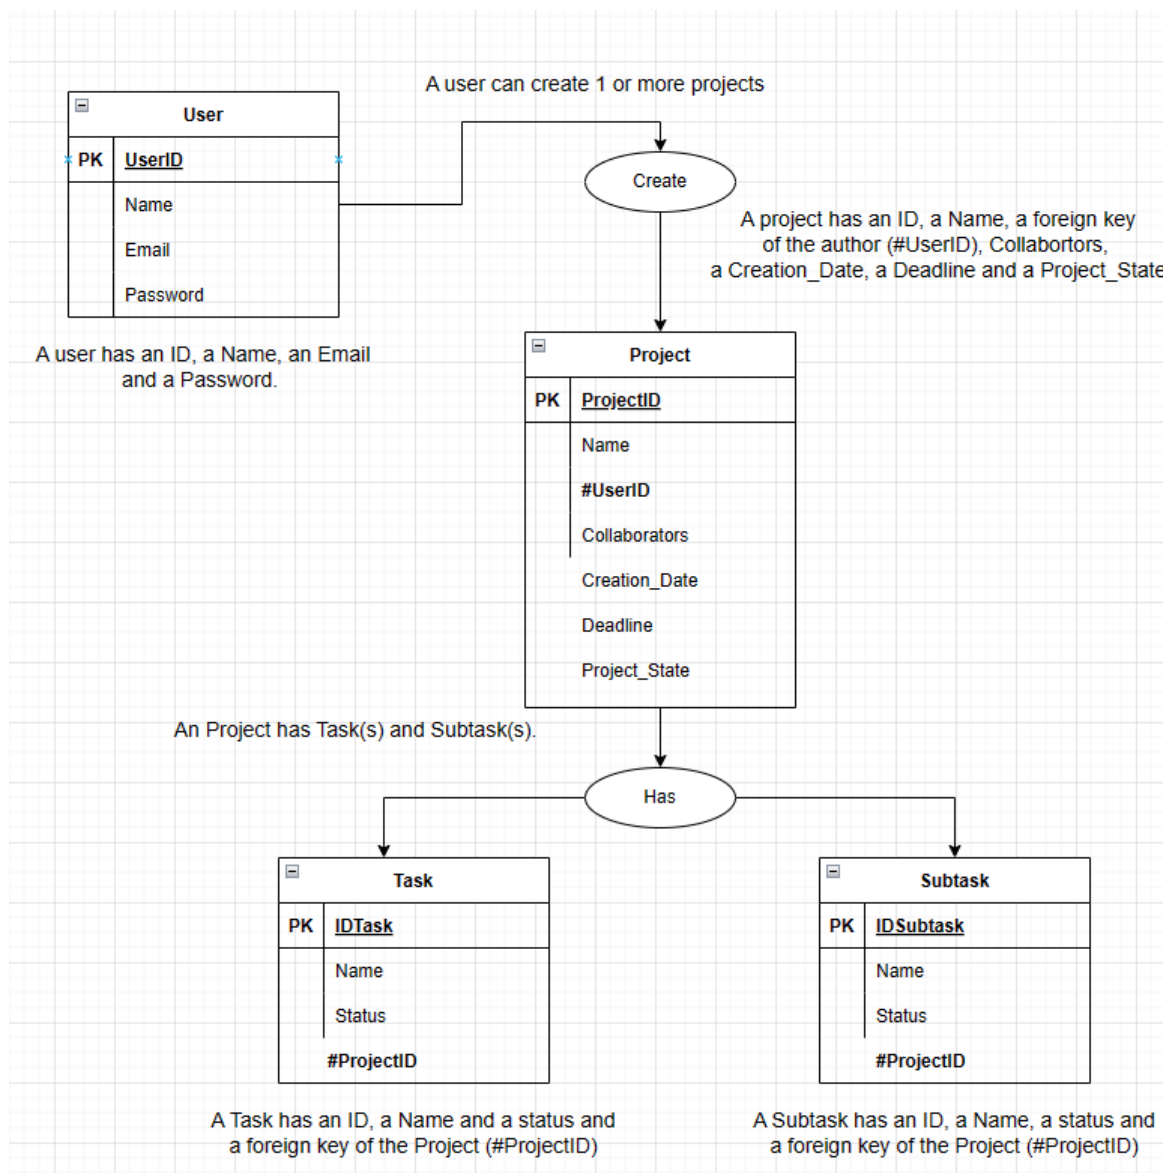 A user can create 1 or more projects
User
PK UserID
Name
Email
Password
A user has an ID, a Name, an Email
and a Password.
Create
A project has an ID, a Name, a foreign key
of the author (#UserID), Collabortors,
a Creation_Date, a Deadline and a Project_State
Project
PK ProjectID
Name
#UserID
Collaborators
Creation_Date
Deadline
Project_State
An Project has Task(s) and Subtask(s).
Has
Task
PK IDTask
Name
Status
#ProjectID
A Task has an ID, a Name and a status and
a foreign key of the Project (#ProjectID)
Subtask
PK IDSubtask
Name
Status
#ProjectID
A Subtask has an ID, a Name, a status and
a foreign key of the Project (#ProjectID)